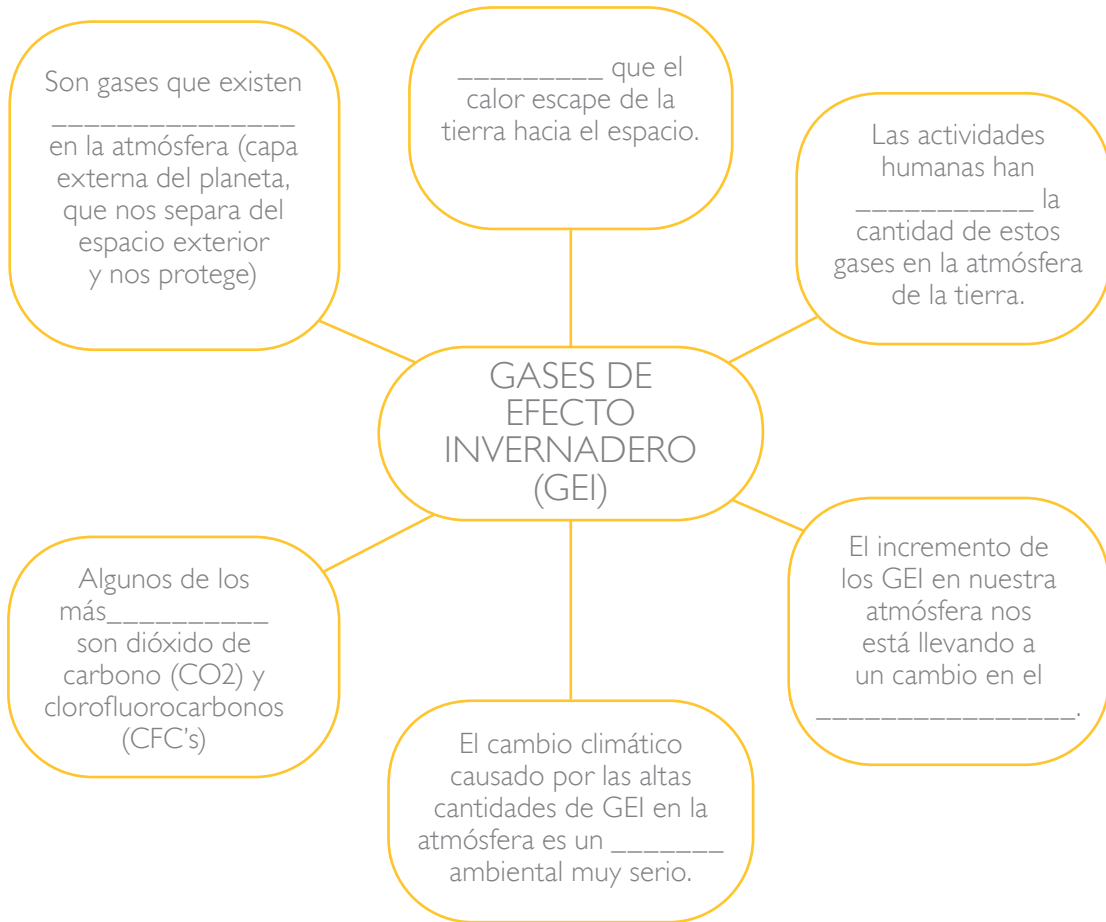 Son gases que existen
_______________
en la atmósfera (capa
externa del planeta,
que nos separa del
espacio exterior
y nos protege)
_________ que el
calor escape de la
tierra hacia el espacio.
Las actividades
humanas han
___________ la
cantidad de estos
gases en la atmósfera
de la tierra.
GASES DE
EFECTO
INVERNADERO
(GEI)
Algunos de los
más__________
son dióxido de
carbono (CO2) y
clorofluorocarbonos
(CFC's)
El cambio climático
causado por las altas
cantidades de GEI en la
atmósfera es un _______
ambiental muy serio.
El incremento de
los GEI en nuestra
atmósfera nos
está llevando a
un cambio en el
________________.